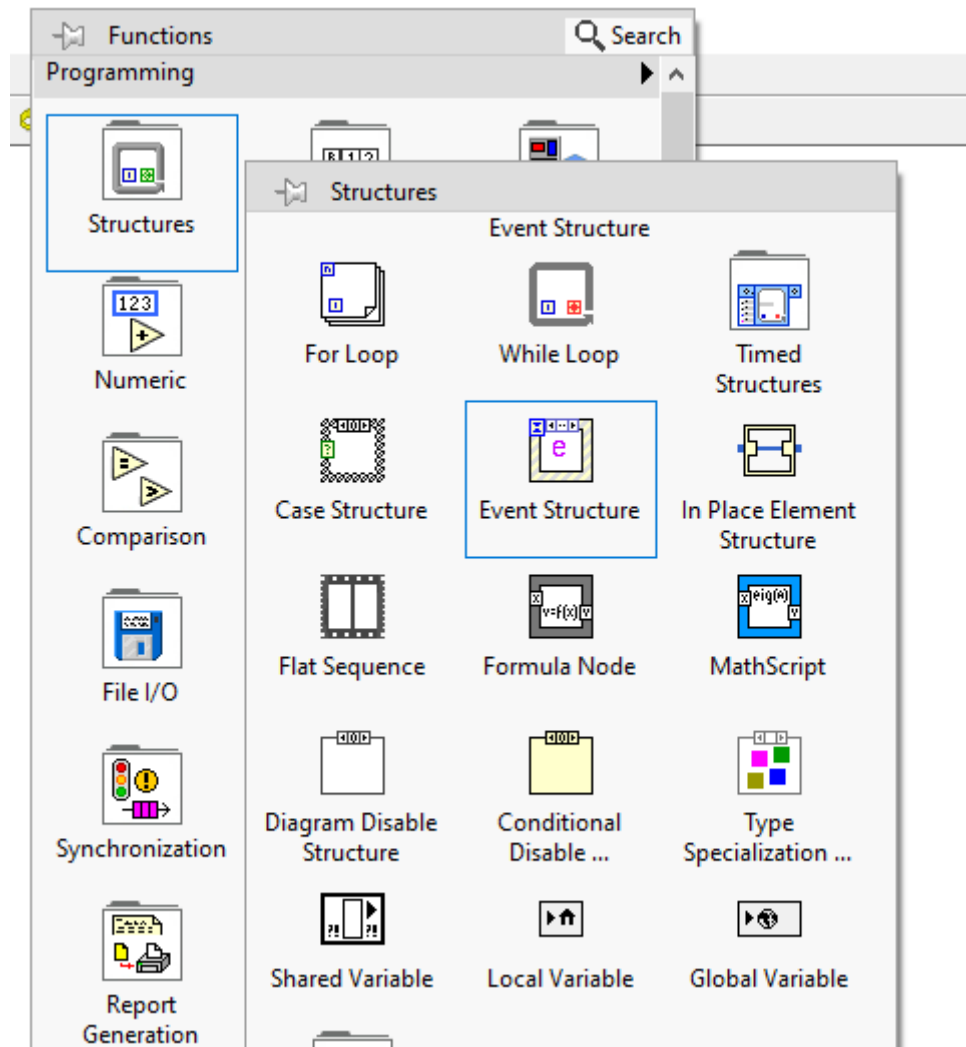 Functions
Search
Programming
Structures
Numeric
Comparison
File I/O
Synchronization
Report
Generation
Structures
Event Structure
For Loop
While Loop
Timed
Structures
Case Structure
Event Structure
In Place Element
Structure
Flat Sequence
Formula Node
MathScript
Diagram Disable
Structure
Conditional
Disable ...
Type
Specialization ...
Shared Variable
Local Variable
Global Variable